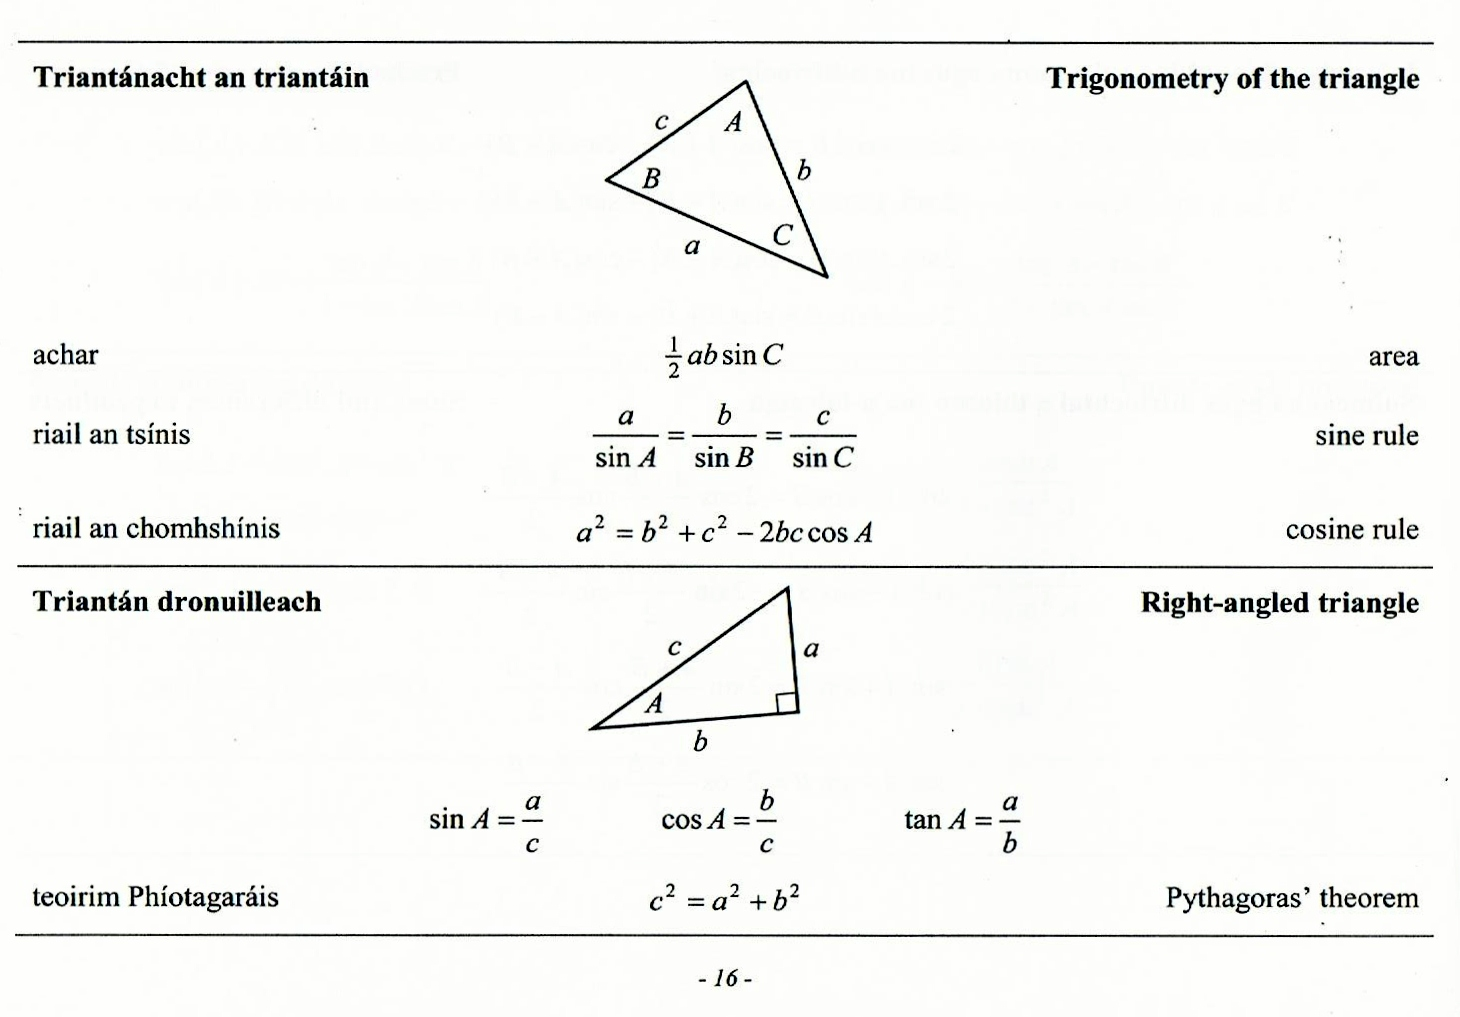 Triantánacht an triantáin Trigonometry of the triangle
c A
B b
a C
achar ½ ab sin C area
riail an tsínis a/sin A = b/sin B = c/sin C sine rule
riail an chomhshínis a² = b² + c² − 2bc cos A cosine rule
Triantán dronuilleach Right-angled triangle
c a
A
b
sin A = a/c cos A = b/c tan A = a/b
teoirim Phíotagaráis c² = a² + b² Pythagoras’ theorem
- 16 -